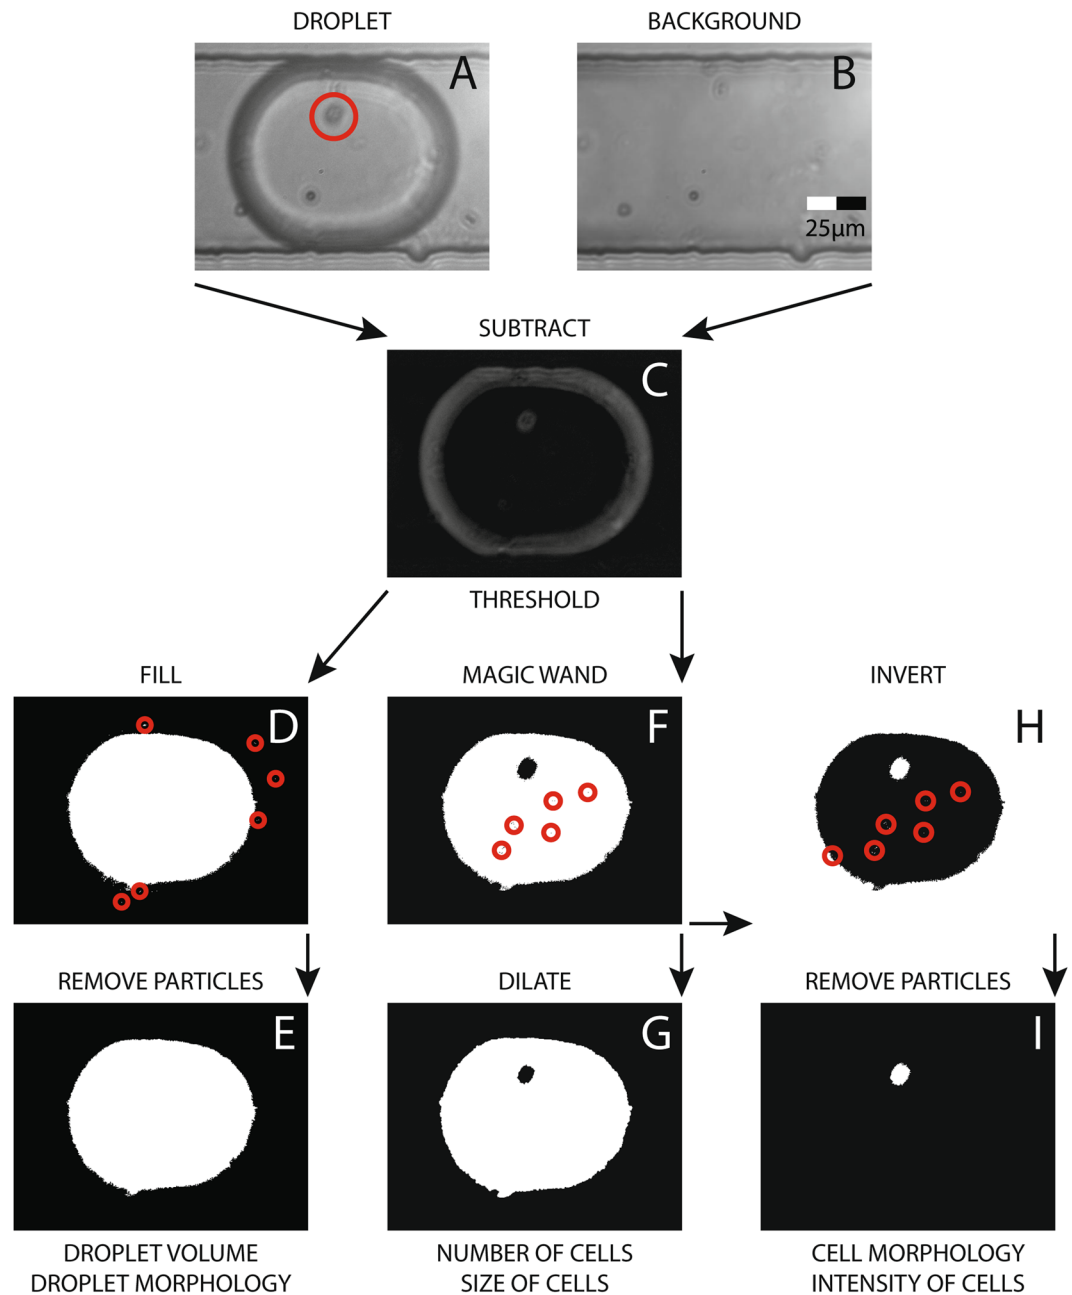 DROPLET
BACKGROUND
A
B
25µm
SUBTRACT
C
THRESHOLD
FILL
MAGIC WAND
INVERT
D
F
H
REMOVE PARTICLES
DILATE
REMOVE PARTICLES
E
G
I
DROPLET VOLUME
DROPLET MORPHOLOGY
NUMBER OF CELLS
SIZE OF CELLS
CELL MORPHOLOGY
INTENSITY OF CELLS